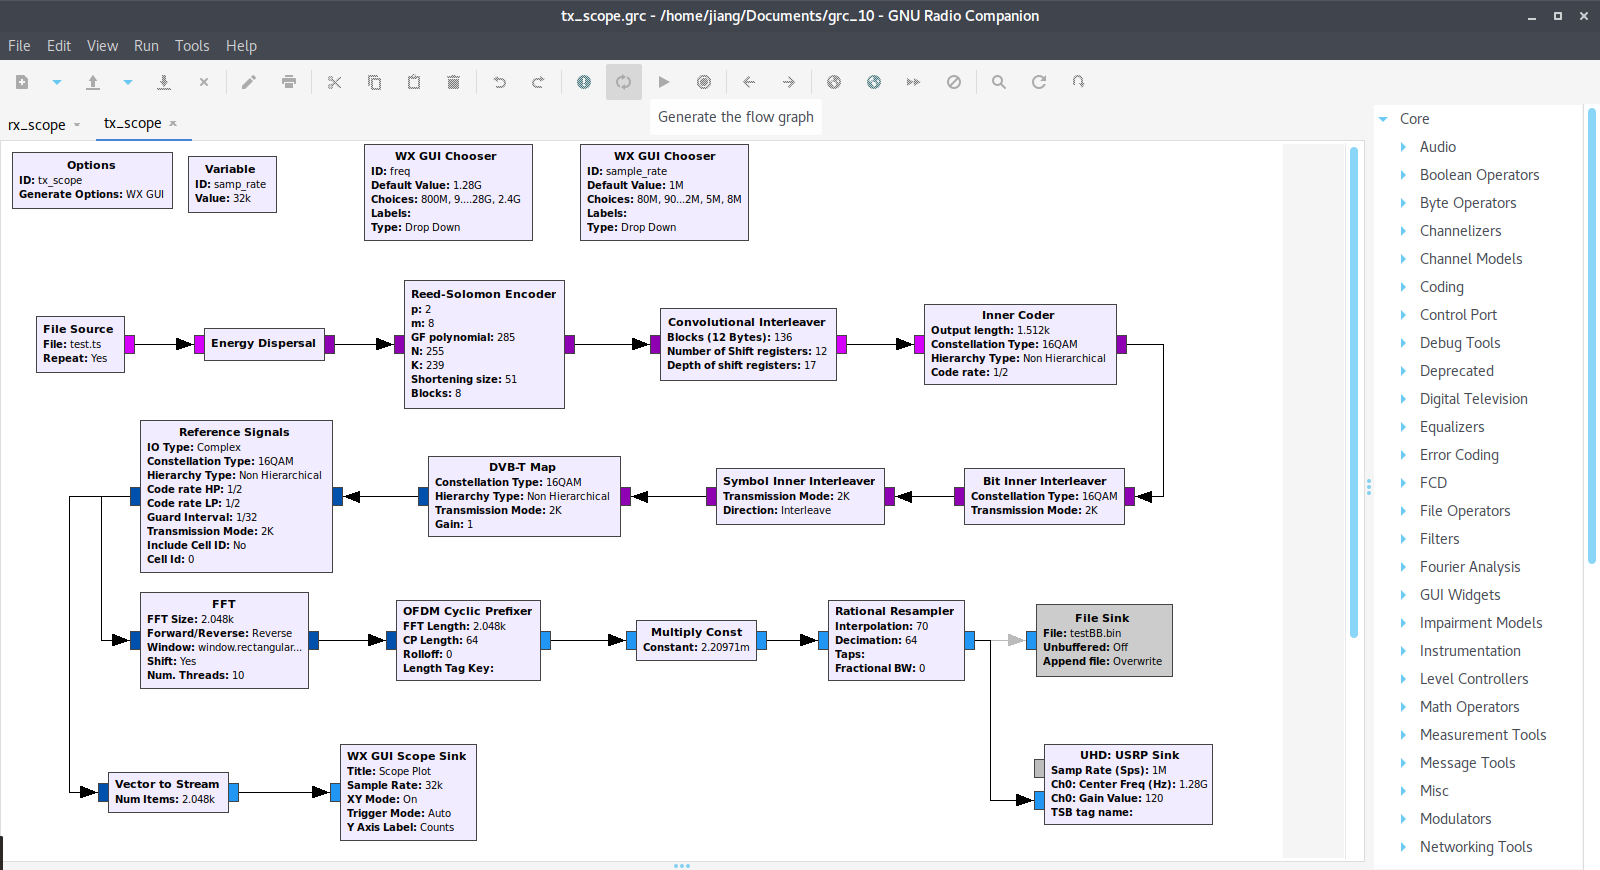 tx_scope.grc - /home/jiang/Documents/grc_10 - GNU Radio Companion
File Edit View Run Tools Help
Generate the flow graph
rx_scope
tx_scope
Options
ID: tx_scope
Generate Options: WX GUI
Variable
ID: samp_rate
Value: 32k
WX GUI Chooser
ID: freq
Default Value: 1.28G
Choices: 800M, 9....28G, 2.4G
Labels:
Type: Drop Down
WX GUI Chooser
ID: sample_rate
Default Value: 1M
Choices: 80M, 90...2M, 5M, 8M
Labels:
Type: Drop Down
File Source
File: test.ts
Repeat: Yes
Energy Dispersal
Reed-Solomon Encoder
p: 2
m: 8
GF polynomial: 285
N: 255
K: 239
Shortening size: 51
Blocks: 8
Convolutional Interleaver
Blocks (12 Bytes): 136
Number of Shift registers: 12
Depth of shift registers: 17
Inner Coder
Output length: 1.512k
Constellation Type: 16QAM
Hierarchy Type: Non Hierarchical
Code rate: 1/2
Reference Signals
IO Type: Complex
Constellation Type: 16QAM
Hierarchy Type: Non Hierarchical
Code rate HP: 1/2
Code rate LP: 1/2
Guard Interval: 1/32
Transmission Mode: 2K
Include Cell ID: No
Cell Id: 0
DVB-T Map
Constellation Type: 16QAM
Hierarchy Type: Non Hierarchical
Transmission Mode: 2K
Gain: 1
Symbol Inner Interleaver
Transmission Mode: 2K
Direction: Interleave
Bit Inner Interleaver
Constellation Type: 16QAM
Transmission Mode: 2K
FFT
FFT Size: 2.048k
Forward/Reverse: Reverse
Window: window.rectangular...
Shift: Yes
Num. Threads: 10
OFDM Cyclic Prefixer
FFT Length: 2.048k
CP Length: 64
Rolloff: 0
Length Tag Key:
Multiply Const
Constant: 2.20971m
Rational Resampler
Interpolation: 70
Decimation: 64
Taps:
Fractional BW: 0
File Sink
File: testBB.bin
Unbuffered: Off
Append file: Overwrite
Vector to Stream
Num Items: 2.048k
WX GUI Scope Sink
Title: Scope Plot
Sample Rate: 32k
XY Mode: On
Trigger Mode: Auto
Y Axis Label: Counts
UHD: USRP Sink
Samp Rate (Sps): 1M
Ch0: Center Freq (Hz): 1.28G
Ch0: Gain Value: 120
TSB tag name:
Core
Audio
Boolean Operators
Byte Operators
Channelizers
Channel Models
Coding
Control Port
Debug Tools
Deprecated
Digital Television
Equalizers
Error Coding
FCD
File Operators
Filters
Fourier Analysis
GUI Widgets
Impairment Models
Instrumentation
Level Controllers
Math Operators
Measurement Tools
Message Tools
Misc
Modulators
Networking Tools